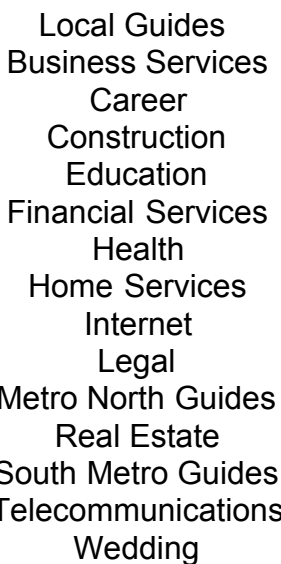 Local Guides
Business Services
Career
Construction
Education
Financial Services
Health
Home Services
Internet
Legal
Metro North Guides
Real Estate
South Metro Guides
Telecommunications
Wedding